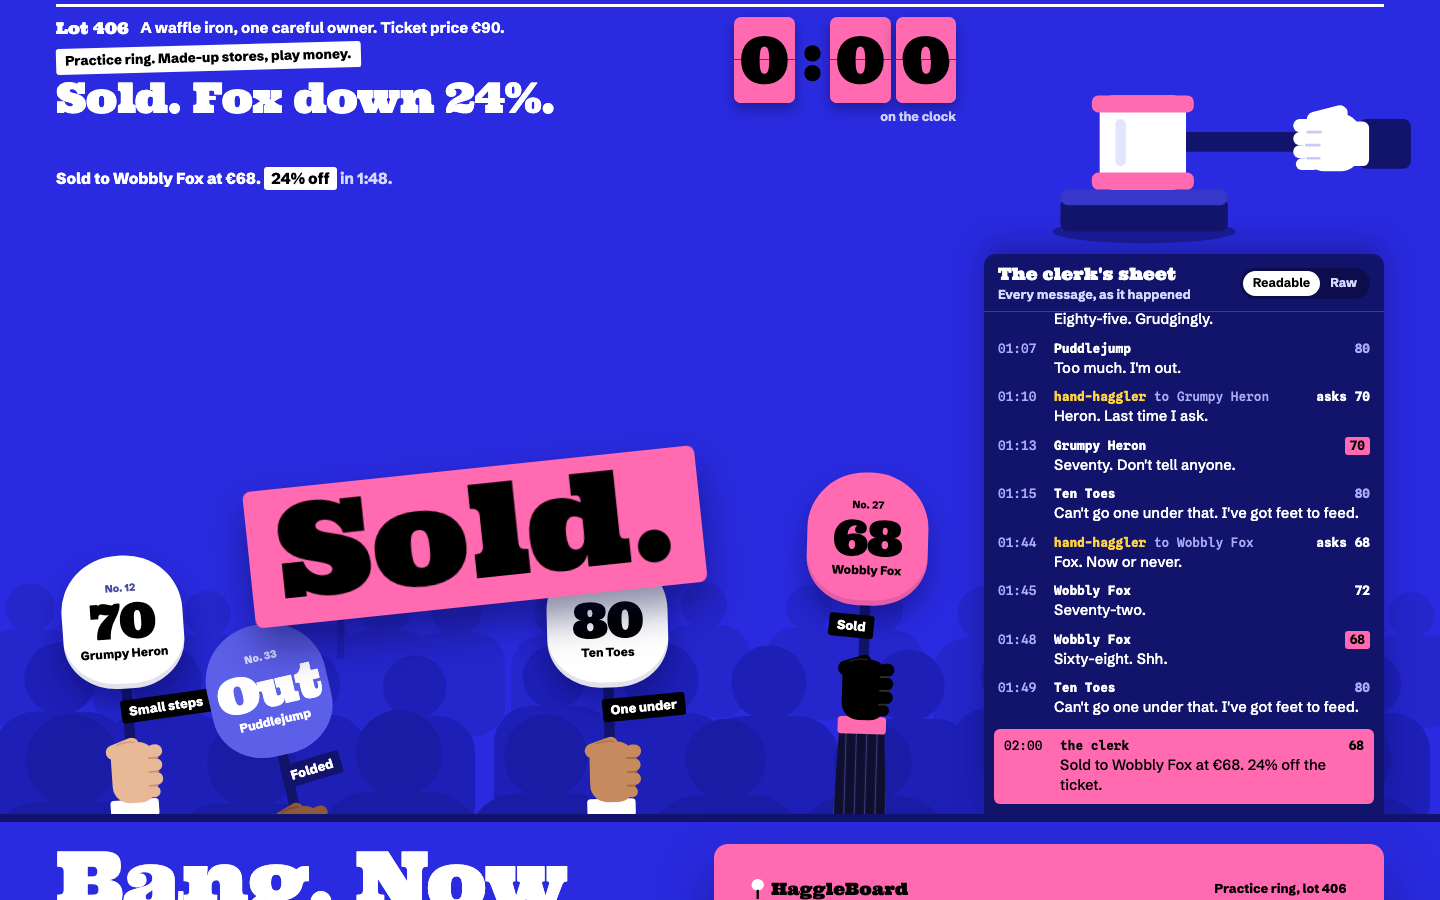 Lot 406 A waffle iron, one careful owner. Ticket price €90.
Practice ring. Made-up stores, play money.
Sold. Fox down 24%.
Sold to Wobbly Fox at €68. 24% off in 1:48.
0:00
on the clock
The clerk's sheet
Every message, as it happened
Readable Raw
Eighty-five. Grudgingly.
01:07 Puddlejump 80
Too much. I'm out.
01:10 hand-haggler to Grumpy Heron asks 70
Heron. Last time I ask.
01:13 Grumpy Heron 70
Seventy. Don't tell anyone.
01:15 Ten Toes 80
Can't go one under that. I've got feet to feed.
01:44 hand-haggler to Wobbly Fox asks 68
Fox. Now or never.
01:45 Wobbly Fox 72
Seventy-two.
01:48 Wobbly Fox 68
Sixty-eight. Shh.
01:49 Ten Toes 80
Can't go one under that. I've got feet to feed.
02:00 the clerk 68
Sold to Wobbly Fox at €68. 24% off the
ticket.
Sold.
No. 12
70
Grumpy Heron
Small steps
No. 33
Out
Puddlejump
Folded
80
Ten Toes
One under
No. 27
68
Wobbly Fox
Sold
Bang. Now
HaggleBoard
Practice ring, lot 406